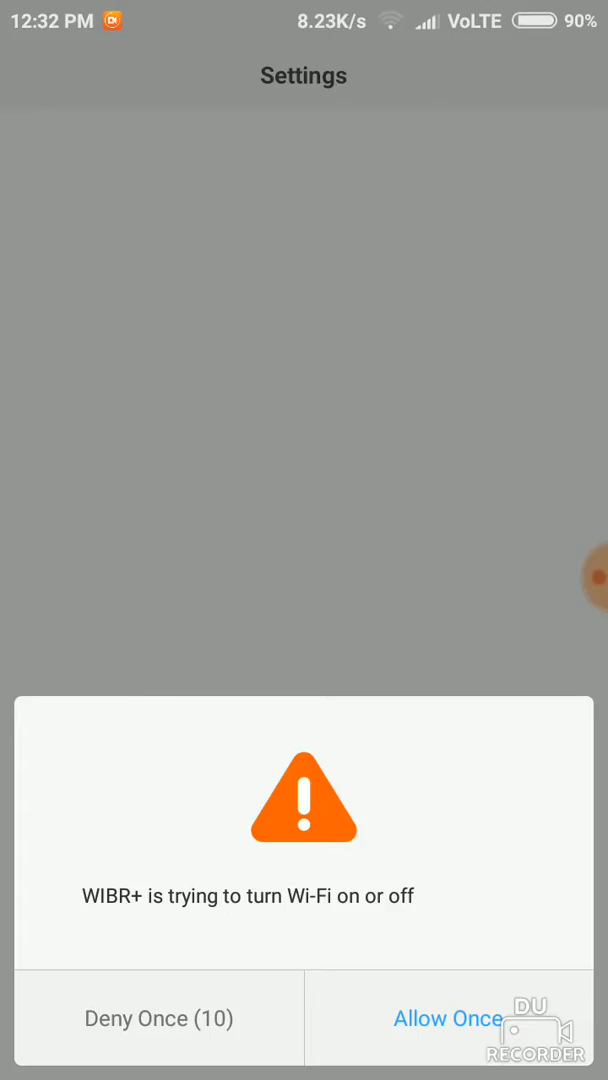 12:32 PM 8.23K/s VoLTE 90%
Settings
WIBR+ is trying to turn Wi-Fi on or off
Deny Once (10) Allow Once
DU
RECORDER